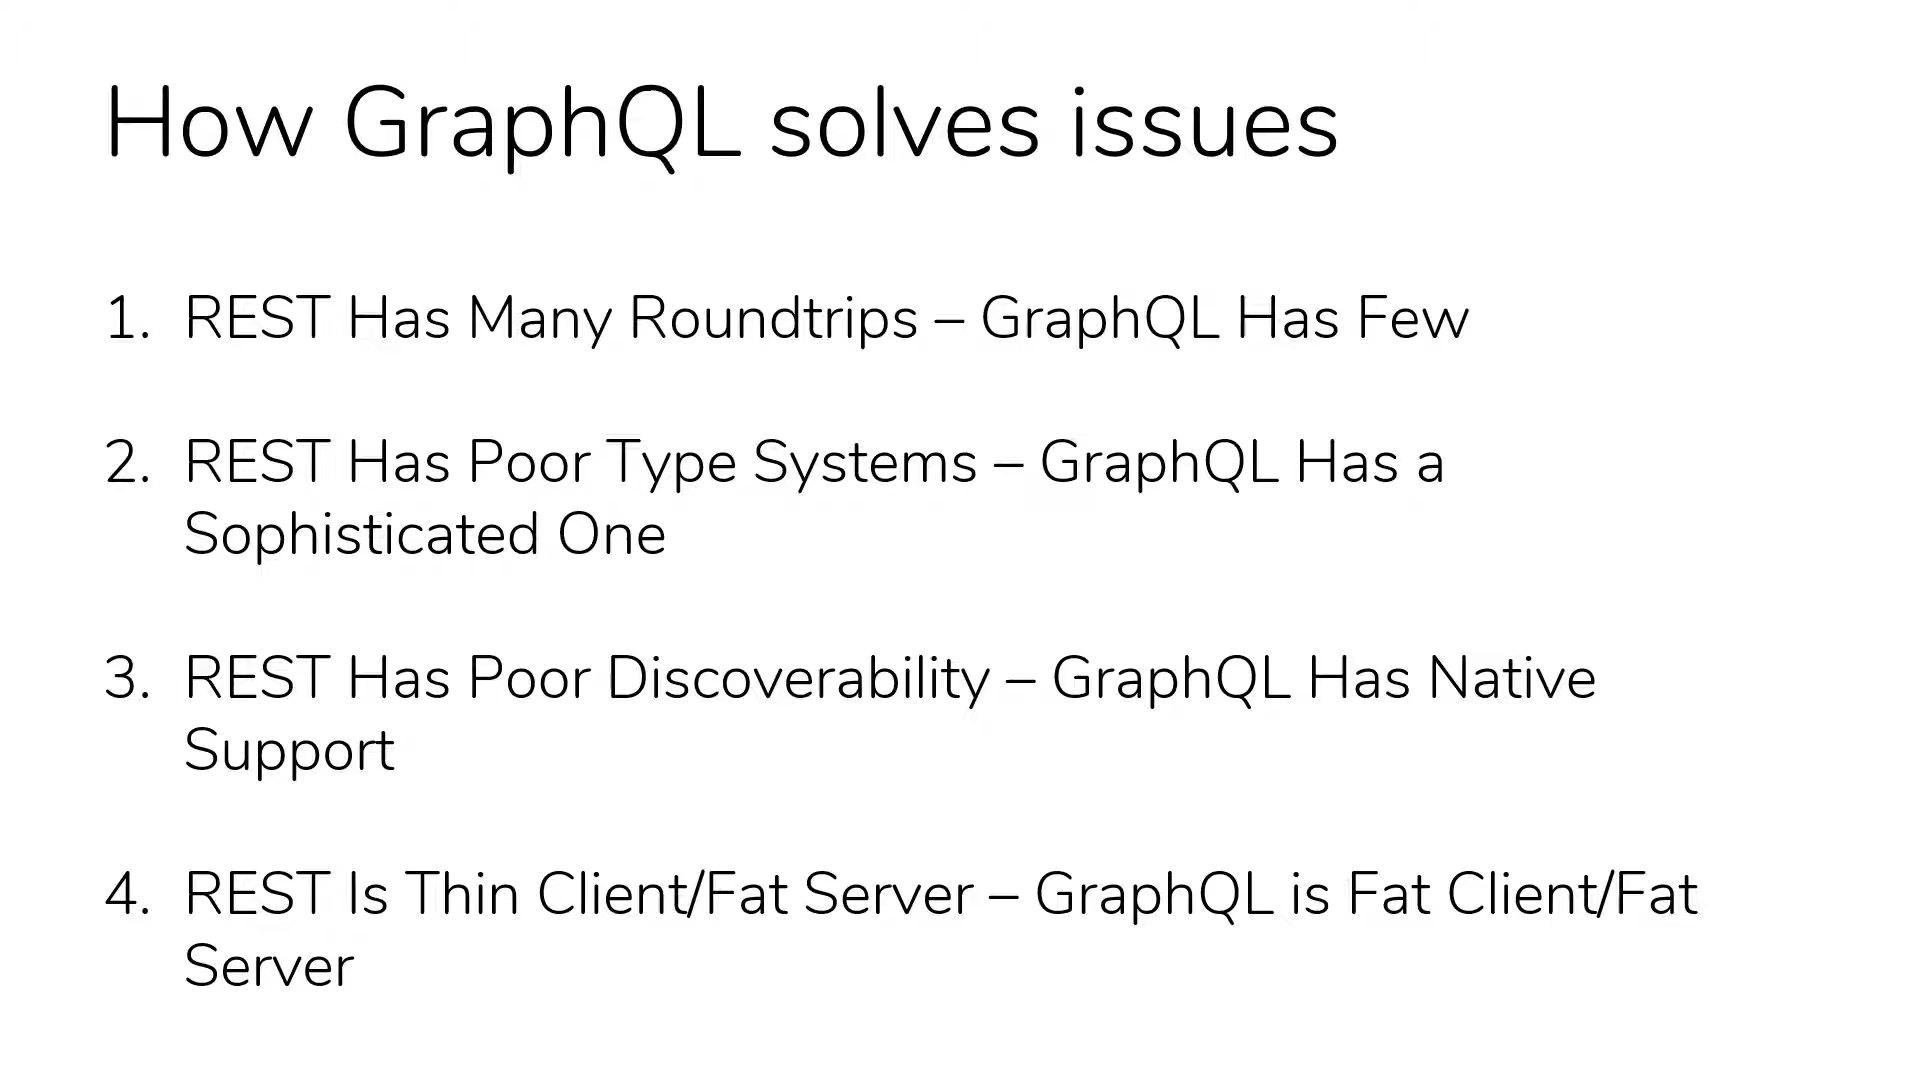 How GraphQL solves issues
1. REST Has Many Roundtrips – GraphQL Has Few
2. REST Has Poor Type Systems – GraphQL Has a
Sophisticated One
3. REST Has Poor Discoverability – GraphQL Has Native
Support
4. REST Is Thin Client/Fat Server – GraphQL is Fat Client/Fat
Server